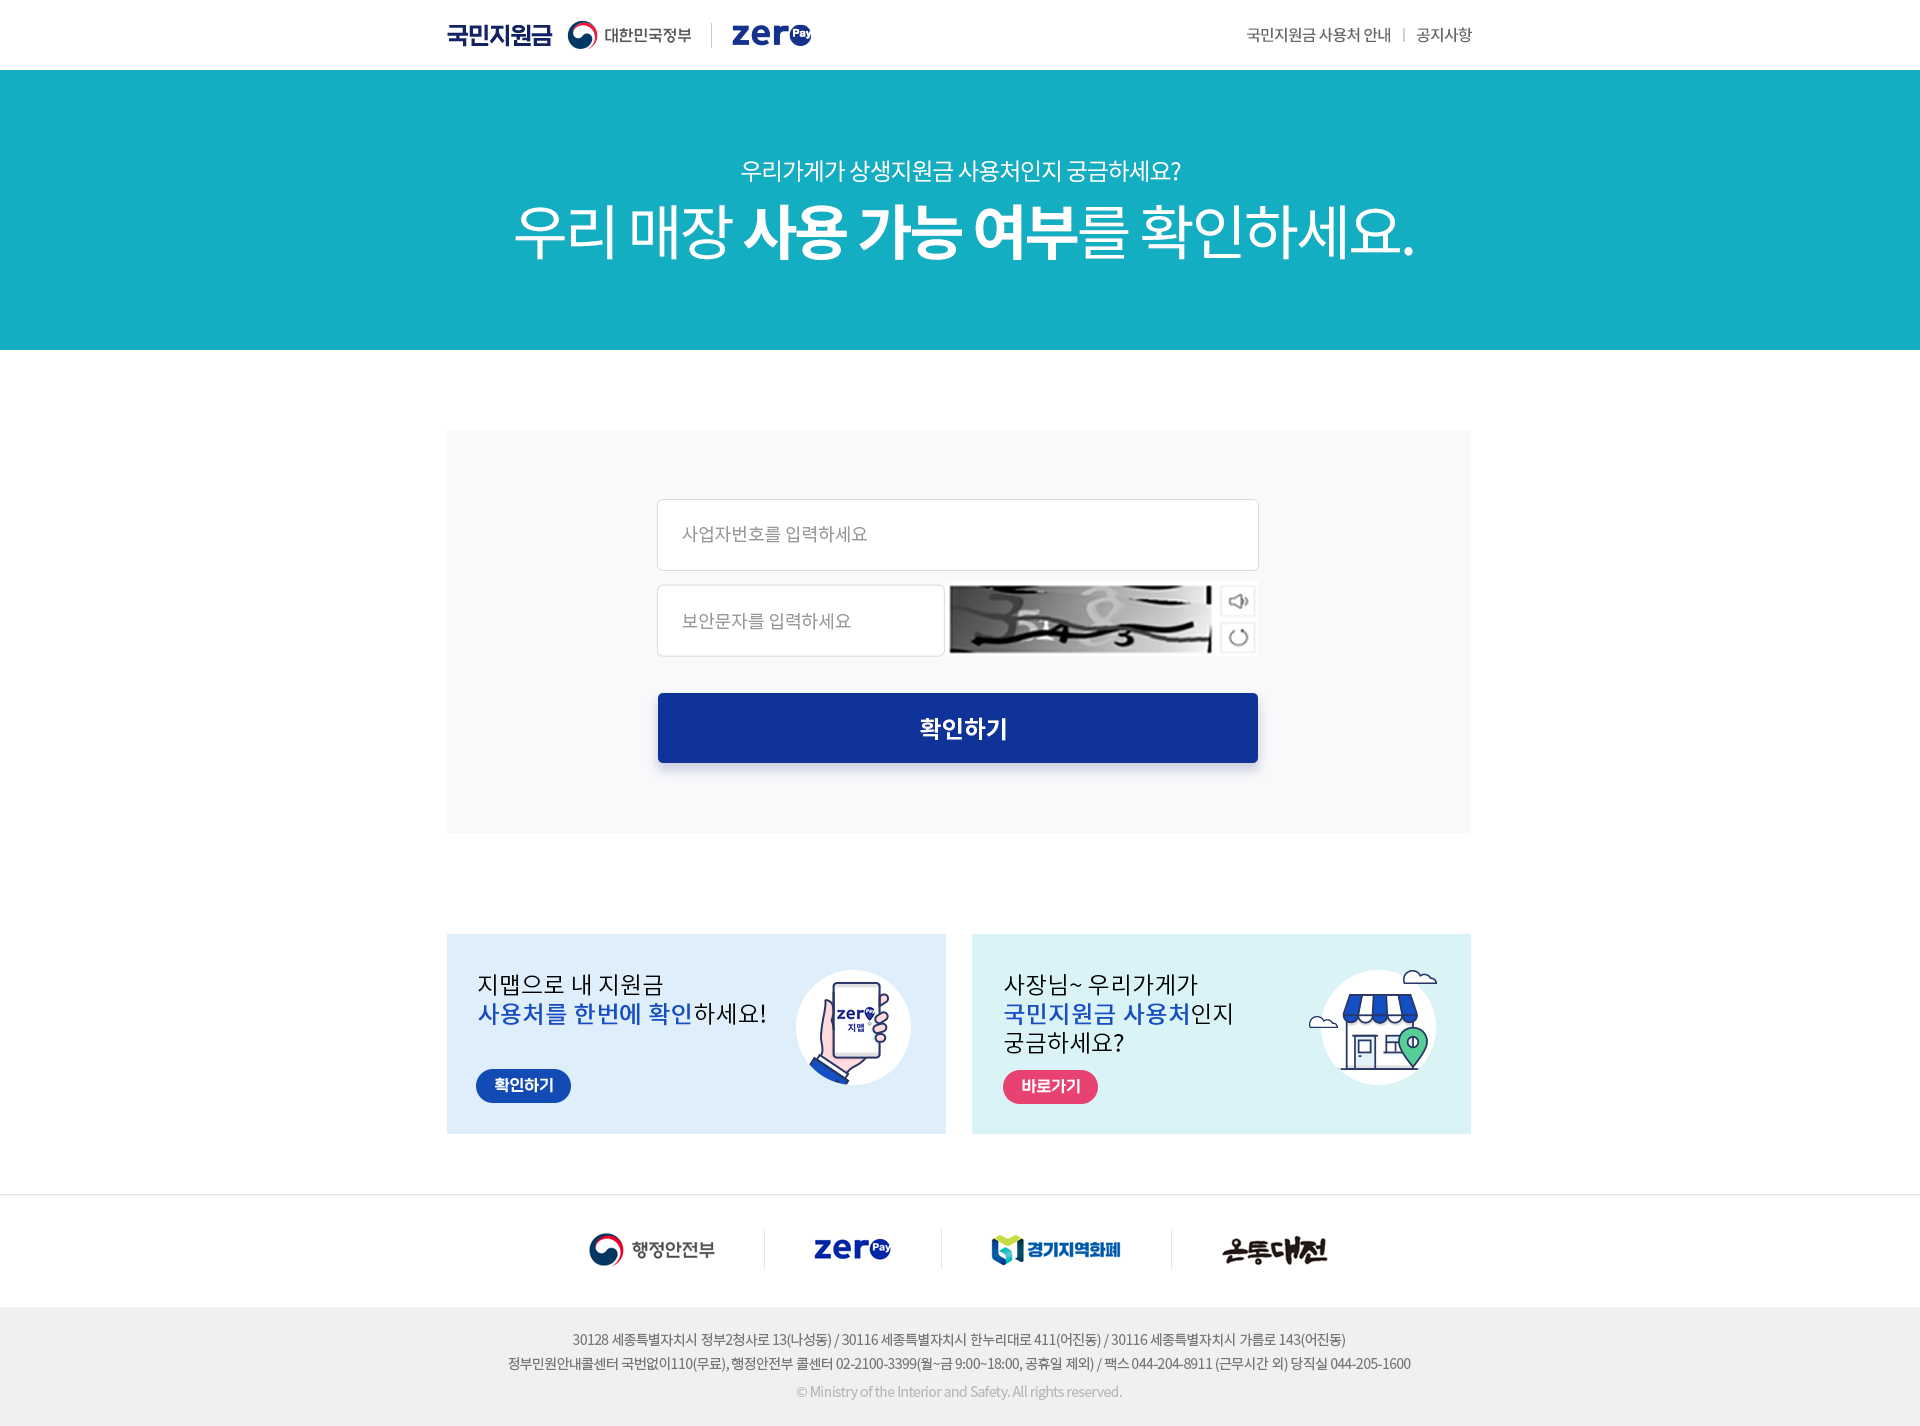 국민지원금 대한민국정부 zero Pay
국민지원금 사용처 안내 | 공지사항
우리가게가 상생지원금 사용처인지 궁금하세요?
우리 매장 사용 가능 여부를 확인하세요.
사업자번호를 입력하세요
보안문자를 입력하세요
확인하기
지맵으로 내 지원금
사용처를 한번에 확인하세요!
zero
지맵
확인하기
사장님~ 우리가게가
국민지원금 사용처인지
궁금하세요?
바로가기
행정안전부 zero Pay 경기지역화폐 온통대전
30128 세종특별자치시 정부2청사로 13(나성동) / 30116 세종특별자치시 한누리대로 411(어진동) / 30116 세종특별자치시 가름로 143(어진동)
정부민원안내콜센터 국번없이110(무료), 행정안전부 콜센터 02-2100-3399(월~금 9:00~18:00, 공휴일 제외) / 팩스 044-204-8911 (근무시간 외) 당직실 044-205-1600
© Ministry of the Interior and Safety. All rights reserved.